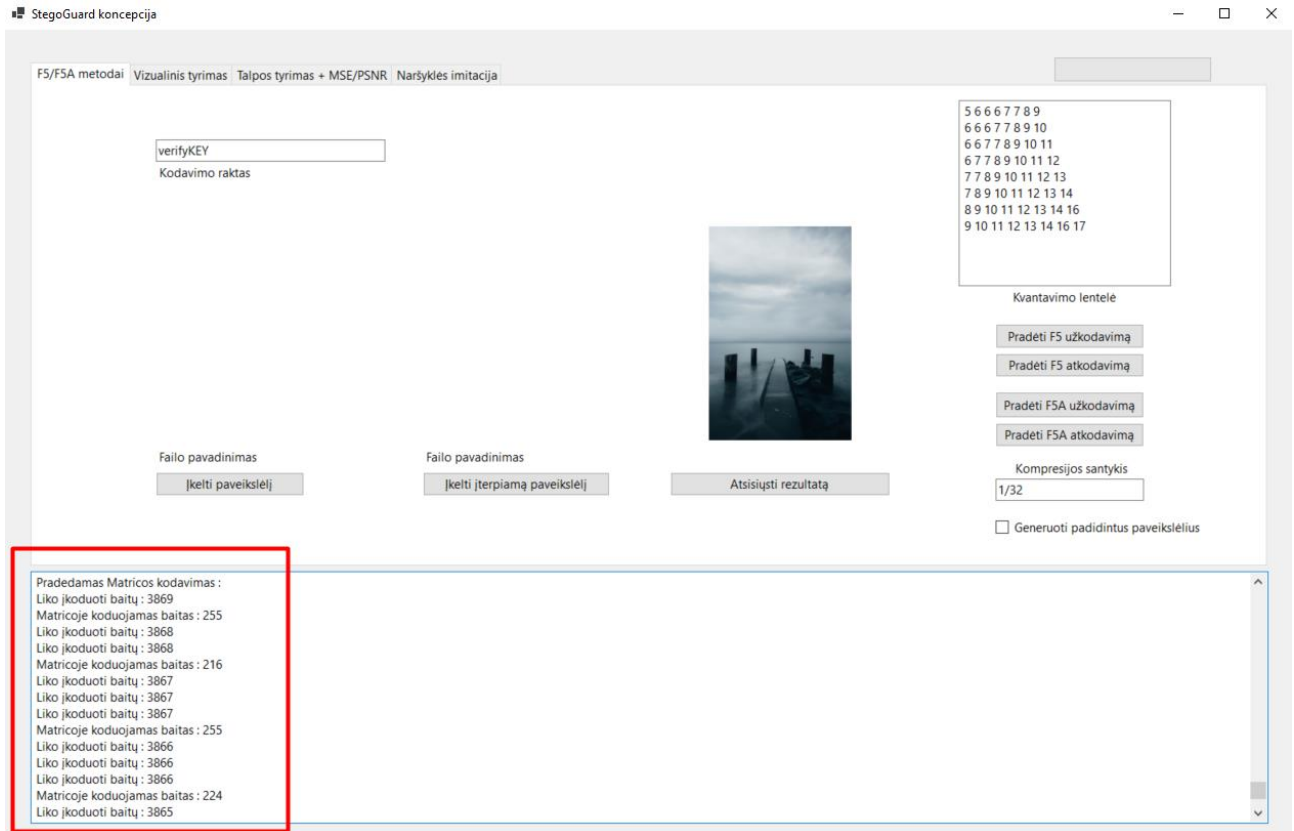 StegoGuard koncepcija
F5/F5A metodai Vizualinis tyrimas Talpos tyrimas + MSE/PSNR Naršyklės imitacija
verifyKEY
Kodavimo raktas
5 6 6 6 7 7 8 9
6 6 6 7 7 8 9 10
6 6 7 7 8 9 10 11
6 7 7 8 9 10 11 12
7 7 8 9 10 11 12 13
7 8 9 10 11 12 13 14
8 9 10 11 12 13 14 16
9 10 11 12 13 14 16 17
Kvantavimo lentelė
Pradėti F5 užkodavimą
Pradėti F5 atkodavimą
Pradėti F5A užkodavimą
Pradėti F5A atkodavimą
Kompresijos santykis
1/32
Generuoti padidintus paveikslėlius
Failo pavadinimas
Įkelti paveikslėlį
Failo pavadinimas
Įkelti įterpiamą paveikslėlį
Atsisiųsti rezultatą
Pradedamas Matricos kodavimas :
Liko įkoduoti baitų : 3869
Matricoje koduojamas baitas : 255
Liko įkoduoti baitų : 3868
Liko įkoduoti baitų : 3868
Matricoje koduojamas baitas : 216
Liko įkoduoti baitų : 3867
Liko įkoduoti baitų : 3867
Liko įkoduoti baitų : 3867
Matricoje koduojamas baitas : 255
Liko įkoduoti baitų : 3866
Liko įkoduoti baitų : 3866
Liko įkoduoti baitų : 3866
Matricoje koduojamas baitas : 224
Liko įkoduoti baitų : 3865